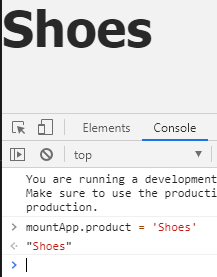 Shoes
Elements Console
top
You are running a development
Make sure to use the producti
production.
> mountApp.product = 'Shoes'
<· "Shoes"
>